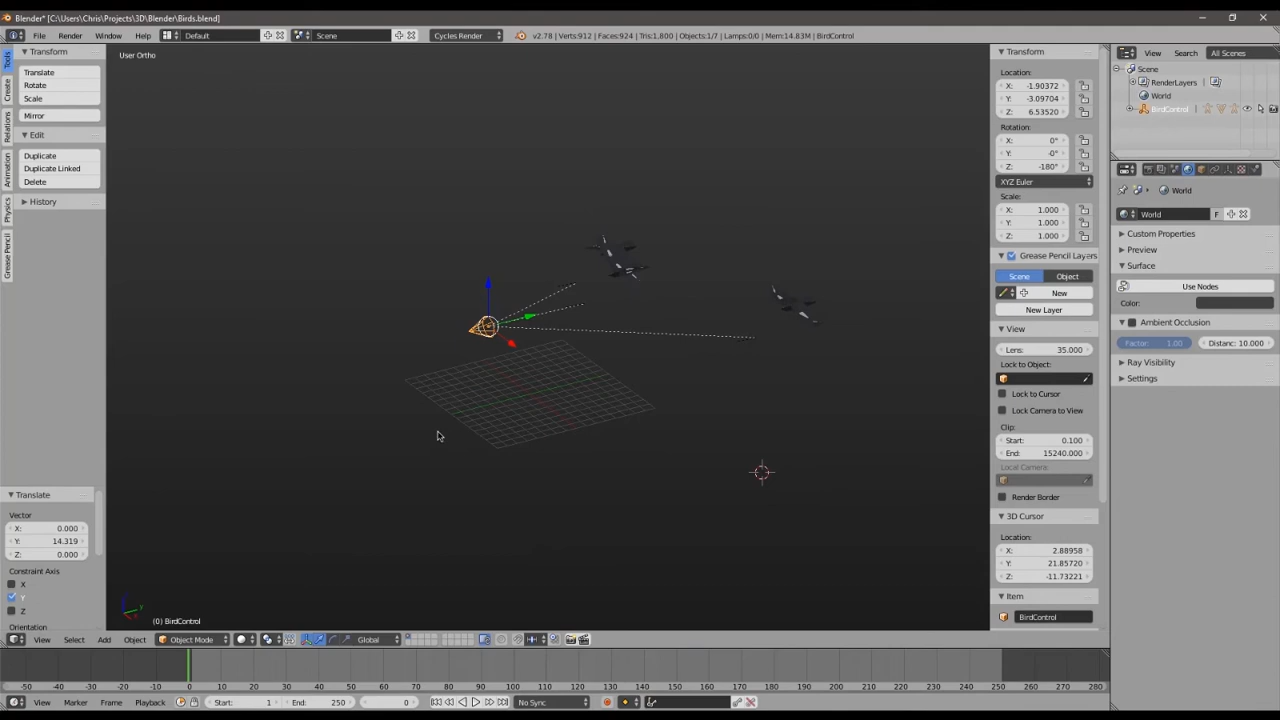 Blender* [C:\Users\Chris\Projects\3D\Blender\Birds.blend]
File Render Window Help Default Scene Cycles Render v2.78 | Verts:912 | Faces:924 | Tris:1,800 | Objects:1/7 | Lamps:0/0 | Mem:14.83M | BirdControl
Tools
Create
Relations
Animation
Physics
Grease Pencil
Transform
Translate
Rotate
Scale
Mirror
Edit
Duplicate
Duplicate Linked
Delete
History
Translate
Vector
X: 0.000
Y: 14.319
Z: 0.000
Constraint Axis
X
Y
Z
Orientation
User Ortho
(0) BirdControl
Transform
Location:
X: -1.90372
Y: -3.09704
Z: 6.53520
Rotation:
X: 0°
Y: -0°
Z: -180°
XYZ Euler
Scale:
X: 1.000
Y: 1.000
Z: 1.000
Grease Pencil Layers
Scene Object
New
New Layer
View
Lens: 35.000
Lock to Object:
Lock to Cursor
Lock Camera to View
Clip:
Start: 0.100
End: 15240.000
Local Camera
Render Border
3D Cursor
Location:
X: 2.88958
Y: 21.85720
Z: -11.73221
Item
BirdControl
View Search All Scenes
Scene
RenderLayers
World
BirdControl
World
World F
Custom Properties
Preview
Surface
Use Nodes
Color:
Ambient Occlusion
Factor: 1.00 Distanc: 10.000
Ray Visibility
Settings
View Select Add Object Object Mode Global
-50 -40 -30 -20 -10 0 10 20 30 40 50 60 70 80 90 100 110 120 130 140 150 160 170 180 190 200 210 220 230 240 250 260 270 280
View Marker Frame Playback Start: 1 End: 250 0 No Sync